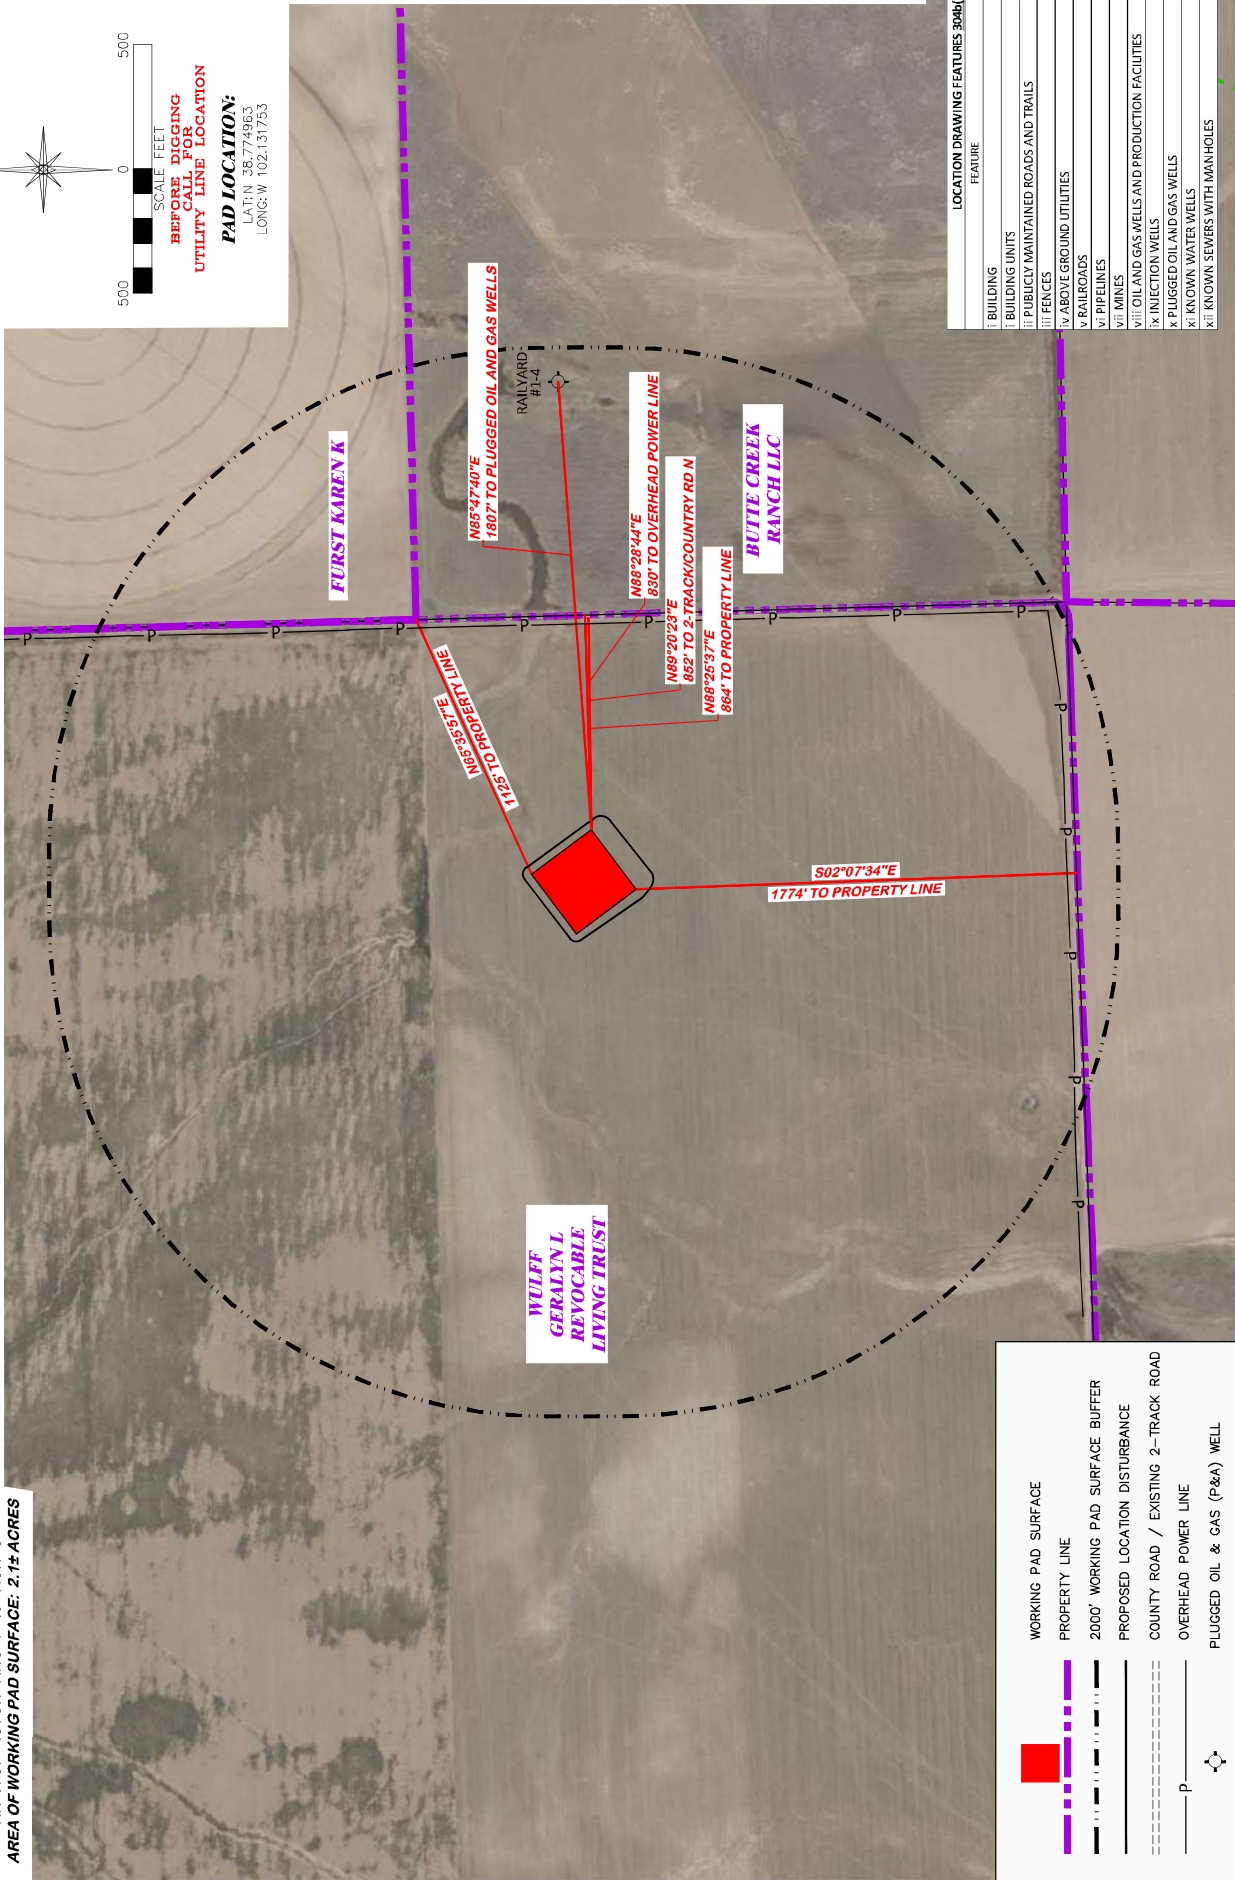 AREA OF WORKING PAD SURFACE: 2.1± ACRES
500 0 500
SCALE FEET
BEFORE DIGGING
CALL FOR
UTILITY LINE LOCATION
PAD LOCATION:
LAT: N 38.774963
LONG: W 102.131753
FURST KAREN K
N85°47'40"E
1807' TO PLUGGED OIL AND GAS WELLS
RAILYARD
#1-4
N65°35'57"E
1125' TO PROPERTY LINE
N88°28'44"E
830' TO OVERHEAD POWER LINE
N89°20'23"E
852' TO 2-TRACK/COUNTRY RD N
N88°25'37"E
864' TO PROPERTY LINE
BUTTE CREEK
RANCH LLC
S02°07'34"E
1774' TO PROPERTY LINE
WULFF
GERALYN L
REVOCABLE
LIVING TRUST
P
P
P
P
P
P
P
P
P
P
P
P
P
P
WORKING PAD SURFACE
PROPERTY LINE
2000' WORKING PAD SURFACE BUFFER
PROPOSED LOCATION DISTURBANCE
COUNTY ROAD / EXISTING 2-TRACK ROAD
P OVERHEAD POWER LINE
PLUGGED OIL & GAS (P&A) WELL
LOCATION DRAWING FEATURES 304b(
FEATURE
i BUILDING
i BUILDING UNITS
ii PUBLICLY MAINTAINED ROADS AND TRAILS
iii FENCES
iv ABOVE GROUND UTILITIES
v RAILROADS
vi PIPELINES
vii MINES
viii OIL AND GAS WELLS AND PRODUCTION FACILITIES
ix INJECTION WELLS
x PLUGGED OIL AND GAS WELLS
xi KNOWN WATER WELLS
xii KNOWN SEWERS WITH MANHOLES